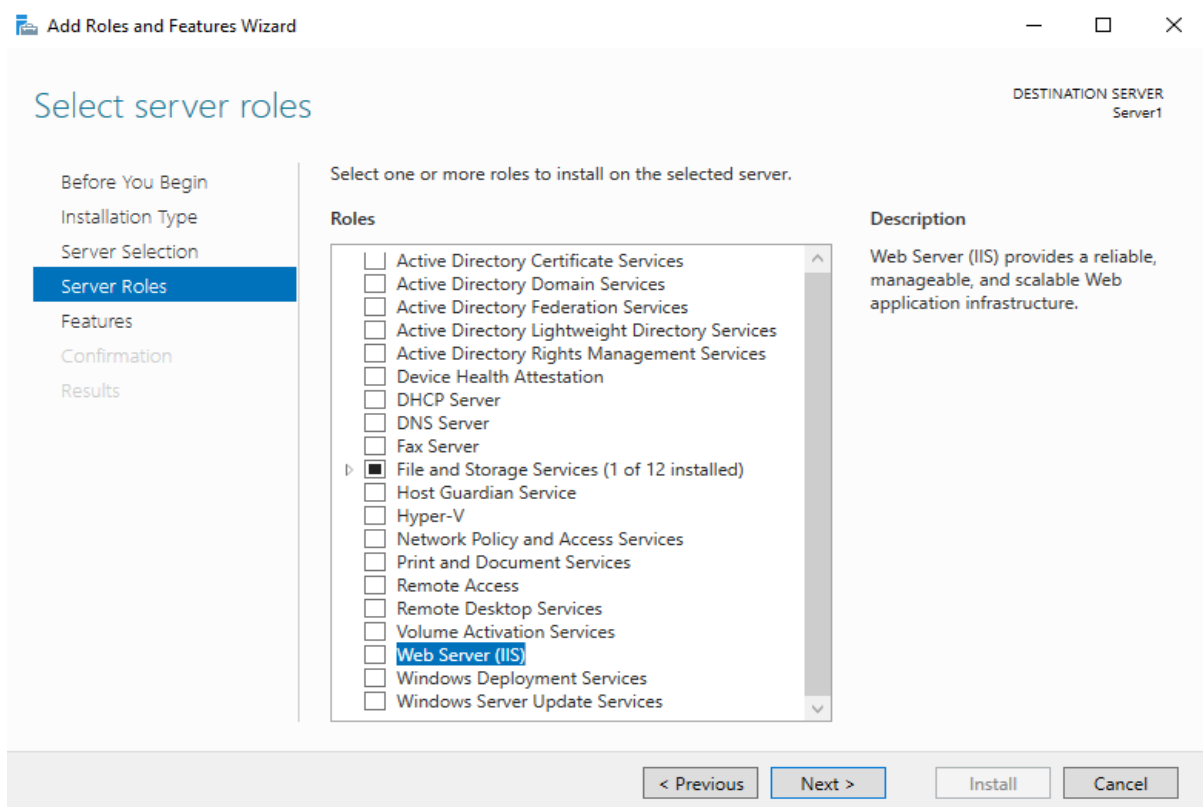 Add Roles and Features Wizard
Select server roles
DESTINATION SERVER
Server1
Before You Begin
Installation Type
Server Selection
Server Roles
Features
Confirmation
Results
Select one or more roles to install on the selected server.
Roles
Active Directory Certificate Services
Active Directory Domain Services
Active Directory Federation Services
Active Directory Lightweight Directory Services
Active Directory Rights Management Services
Device Health Attestation
DHCP Server
DNS Server
Fax Server
File and Storage Services (1 of 12 installed)
Host Guardian Service
Hyper-V
Network Policy and Access Services
Print and Document Services
Remote Access
Remote Desktop Services
Volume Activation Services
Web Server (IIS)
Windows Deployment Services
Windows Server Update Services
Description
Web Server (IIS) provides a reliable,
manageable, and scalable Web
application infrastructure.
< Previous
Next >
Install
Cancel